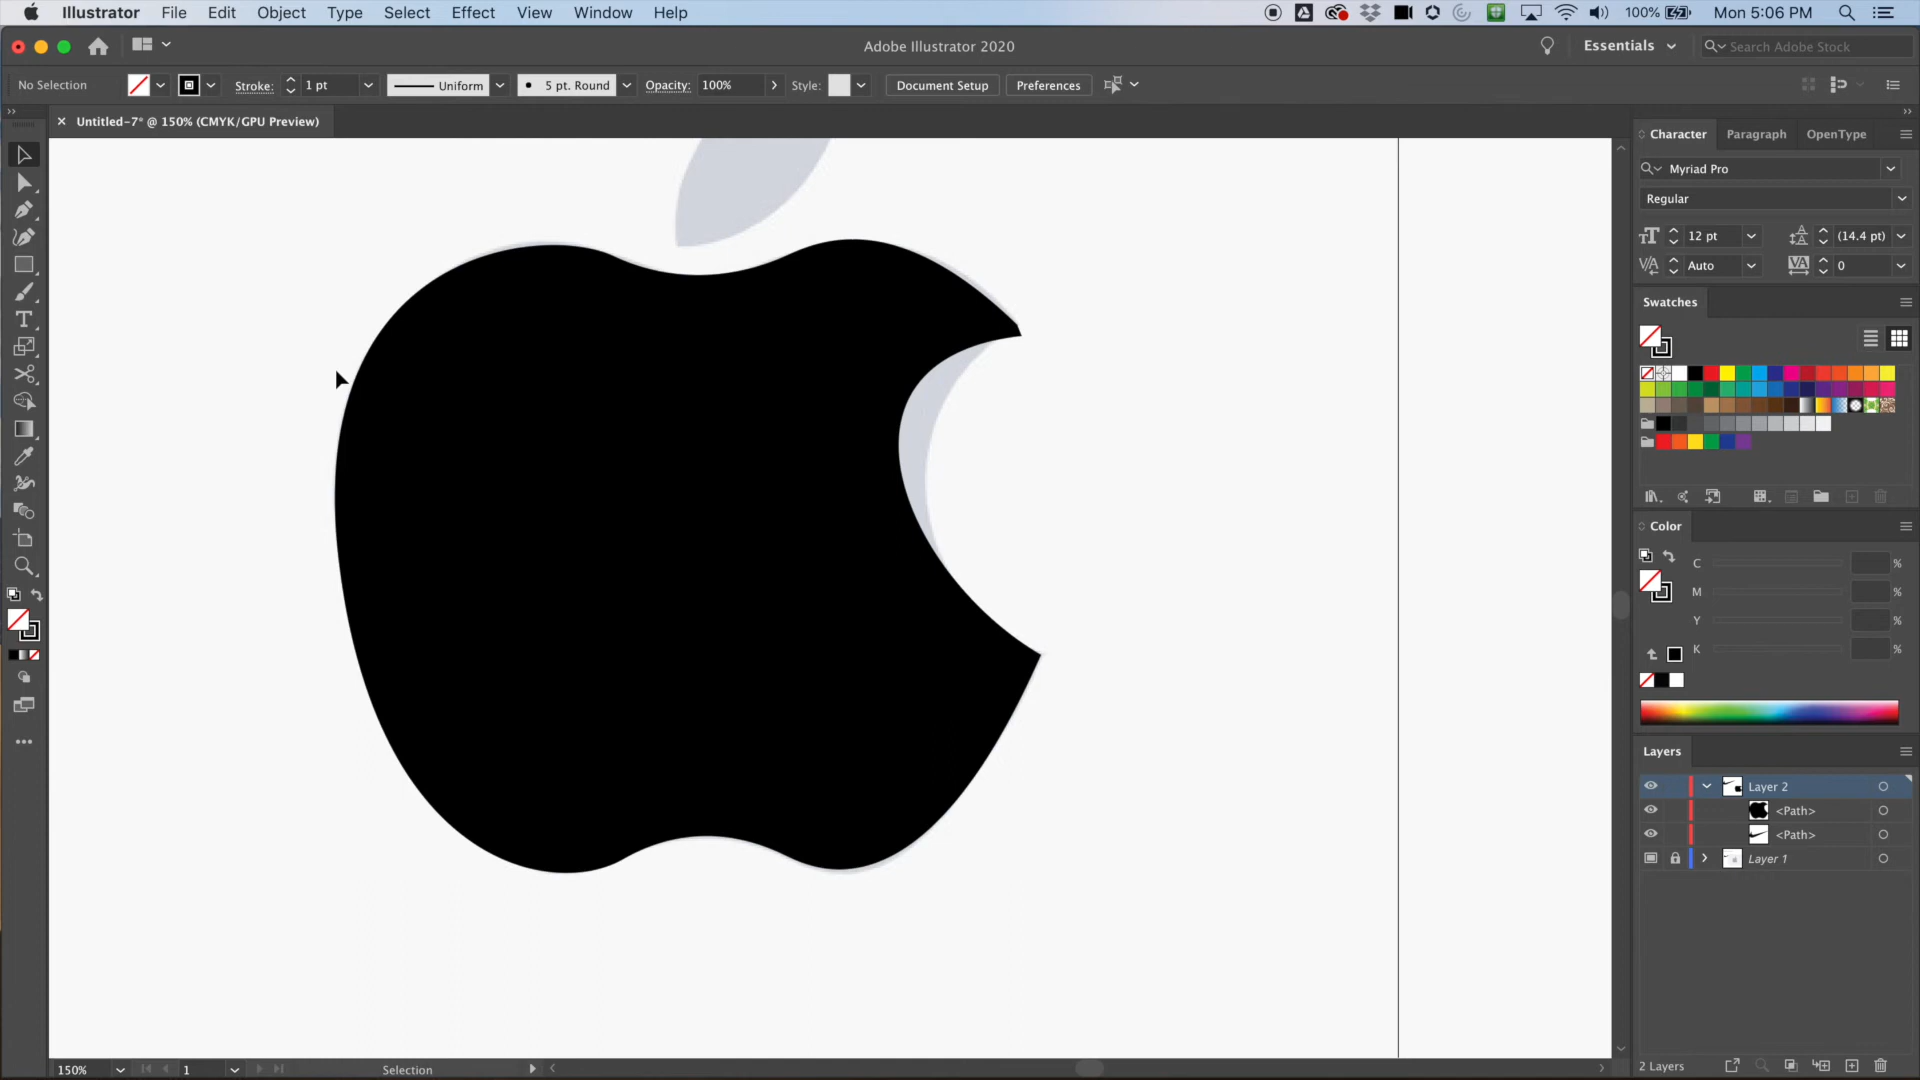 Illustrator File Edit Object Type Select Effect View Window Help
100% Mon 5:06 PM
Adobe Illustrator 2020
Essentials
Search Adobe Stock
No Selection
Stroke: 1 pt Uniform 5 pt. Round Opacity: 100% Style: Document Setup Preferences
Untitled-7* @ 150% (CMYK/GPU Preview)
Character Paragraph OpenType
Myriad Pro
Regular
12 pt (14.4 pt)
Auto 0
Swatches
Color
C %
M %
Y %
K %
Layers
Layer 2
<Path>
<Path>
Layer 1
2 Layers
150% 1 Selection